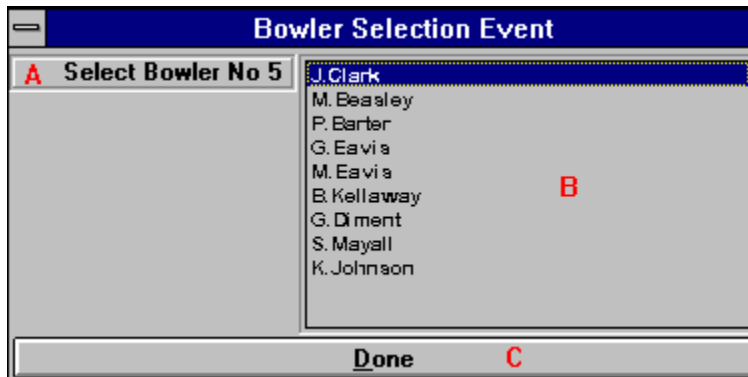 Bowler Selection Event
A Select Bowler No 5
J.Clark
M.Beasley
P.Barter
G.Eavis
M.Eavis
B.Kellaway
G.Diment
S.Mayall
K.Johnson
B
Done C